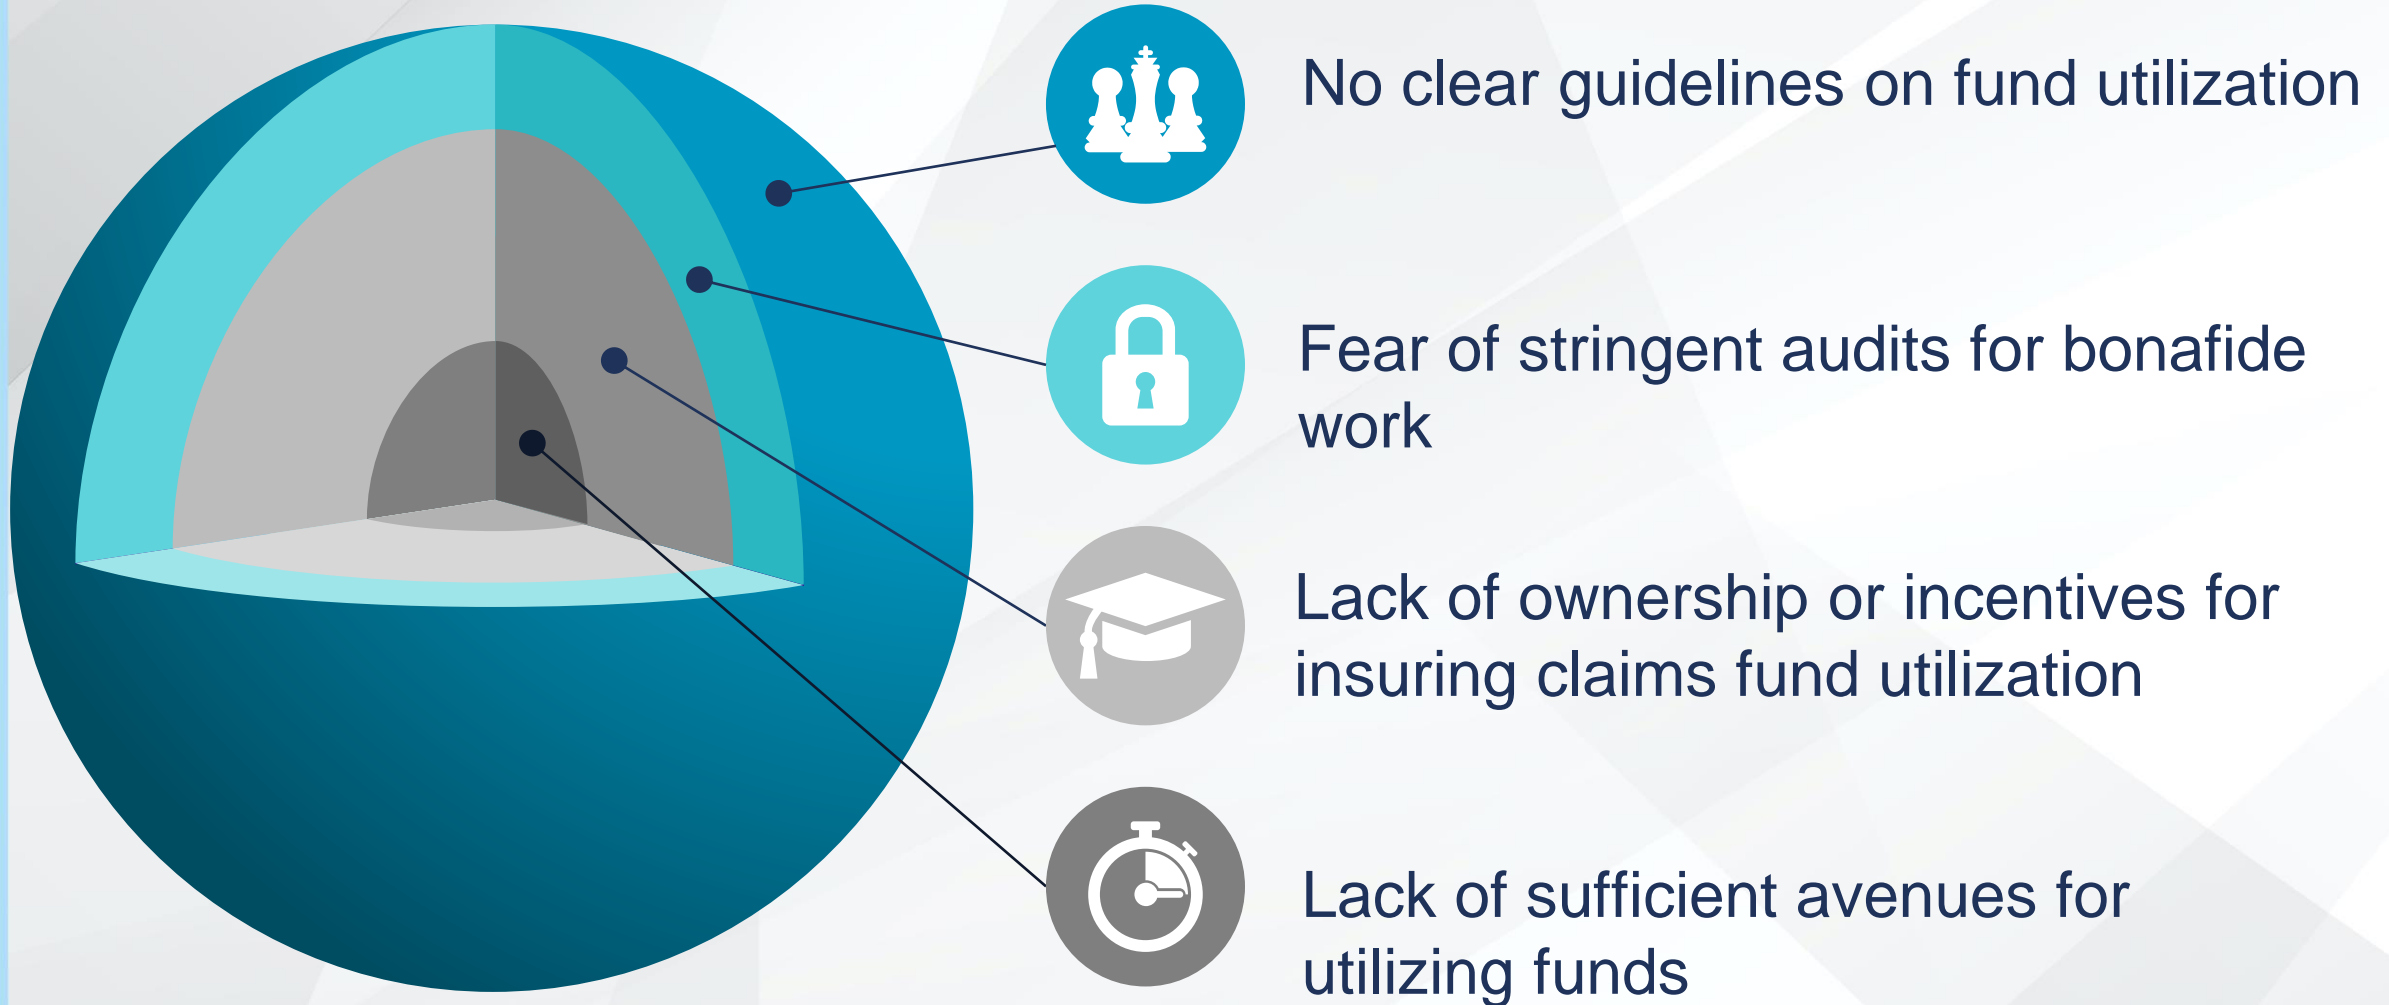 No clear guidelines on fund utilization
Fear of stringent audits for bonafide
work
Lack of ownership or incentives for
insuring claims fund utilization
Lack of sufficient avenues for
utilizing funds